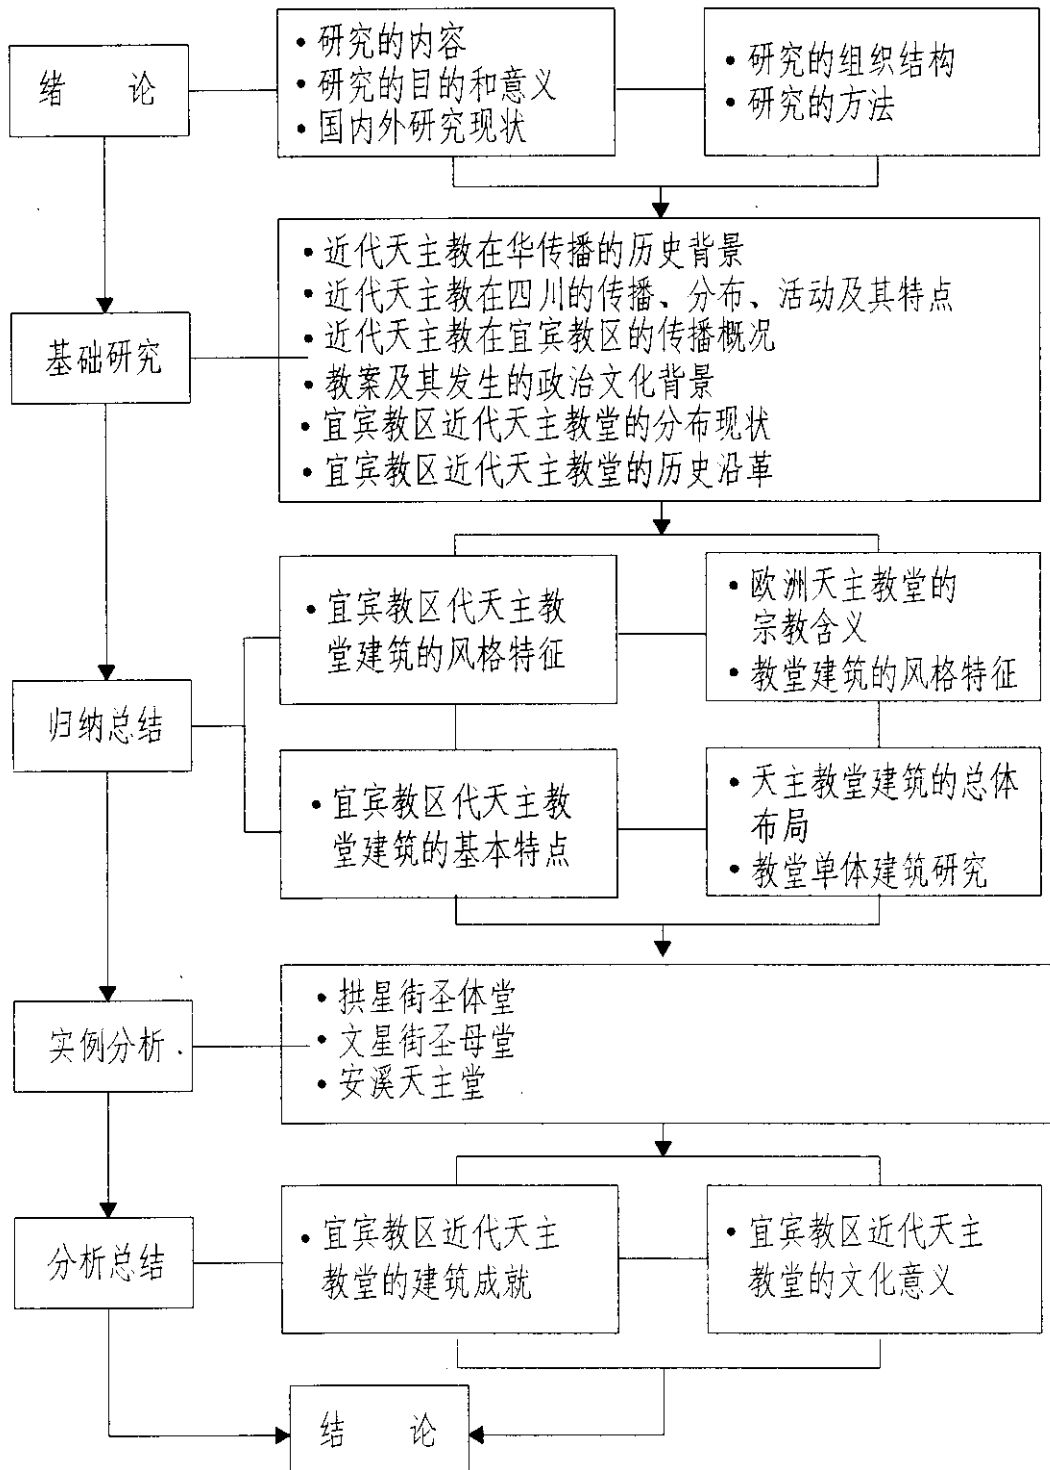 绪 论
• 研究的内容
• 研究的目的和意义
• 国内外研究现状
• 研究的组织结构
• 研究的方法
基础研究
• 近代天主教在华传播的历史背景
• 近代天主教在四川的传播、分布、活动及其特点
• 近代天主教在宜宾教区的传播概况
• 教案及其发生的政治文化背景
• 宜宾教区近代天主教堂的分布现状
• 宜宾教区近代天主教堂的历史沿革
归纳总结
• 宜宾教区代天主教
堂建筑的风格特征
• 欧洲天主教堂的
宗教含义
• 教堂建筑的风格特征
• 宜宾教区代天主教
堂建筑的基本特点
• 天主教堂建筑的总体
布局
• 教堂单体建筑研究
实例分析
• 拱星街圣体堂
• 文星街圣母堂
• 安溪天主堂
分析总结
• 宜宾教区近代天主
教堂的建筑成就
• 宜宾教区近代天主
教堂的文化意义
结 论